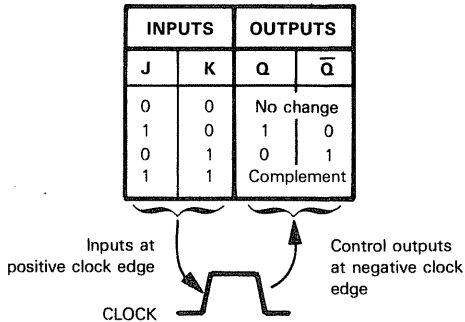 INPUTS OUTPUTS
J K Q Q̅
0 0 No change
1 0 1 0
0 1 0 1
1 1 Complement
Inputs at
positive clock edge
Control outputs
at negative clock
edge
CLOCK